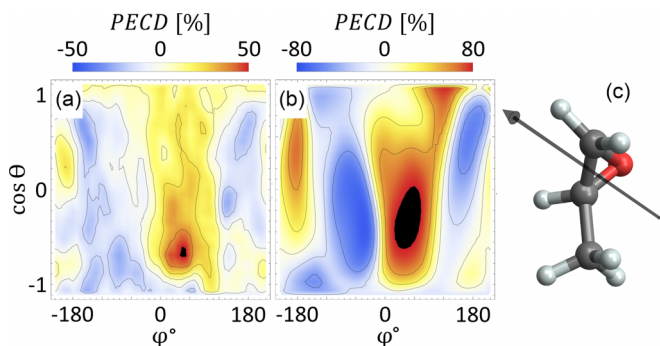 PECD [%]
-50 0 50
PECD [%]
-80 0 80
(a)
(b)
(c)
cos θ
1
0
-1
-180 0 180
φ°
-180 0 180
φ°